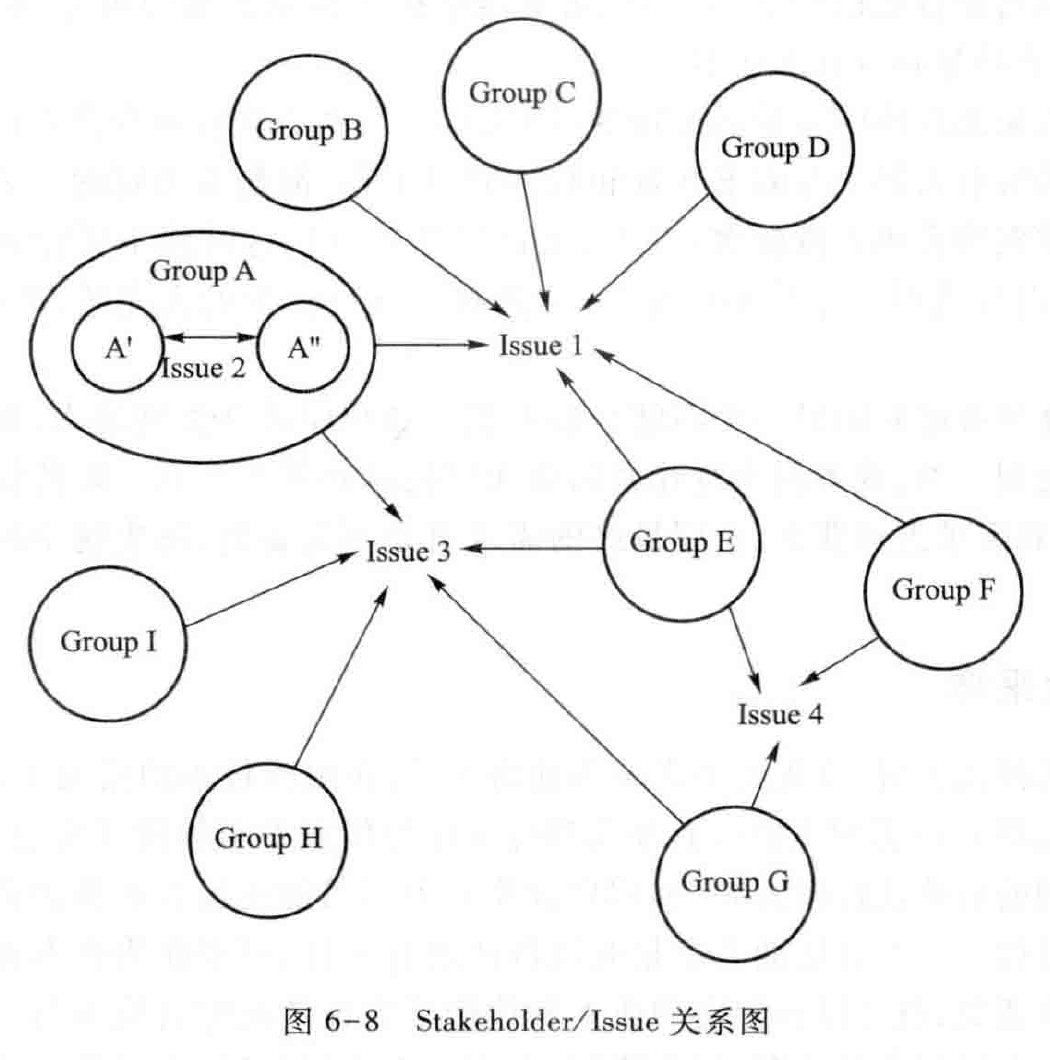 Group C
Group B
Group D
Group A
A'
A"
Issue 2
Issue 1
Group E
Issue 3
Group F
Group I
Issue 4
Group H
Group G
图 6-8 Stakeholder/Issue 关系图